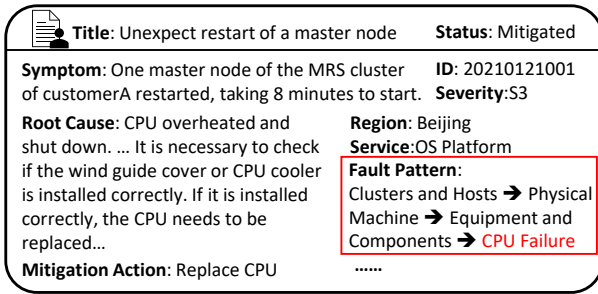 Title: Unexpect restart of a master node Status: Mitigated
Symptom: One master node of the MRS cluster ID: 20210121001
of customerA restarted, taking 8 minutes to start. Severity:S3
Root Cause: CPU overheated and
shut down. … It is necessary to check
if the wind guide cover or CPU cooler
is installed correctly. If it is installed
correctly, the CPU needs to be
replaced…
Mitigation Action: Replace CPU
Region: Beijing
Service:OS Platform
Fault Pattern:
Clusters and Hosts ➔ Physical
Machine ➔ Equipment and
Components ➔ CPU Failure
……